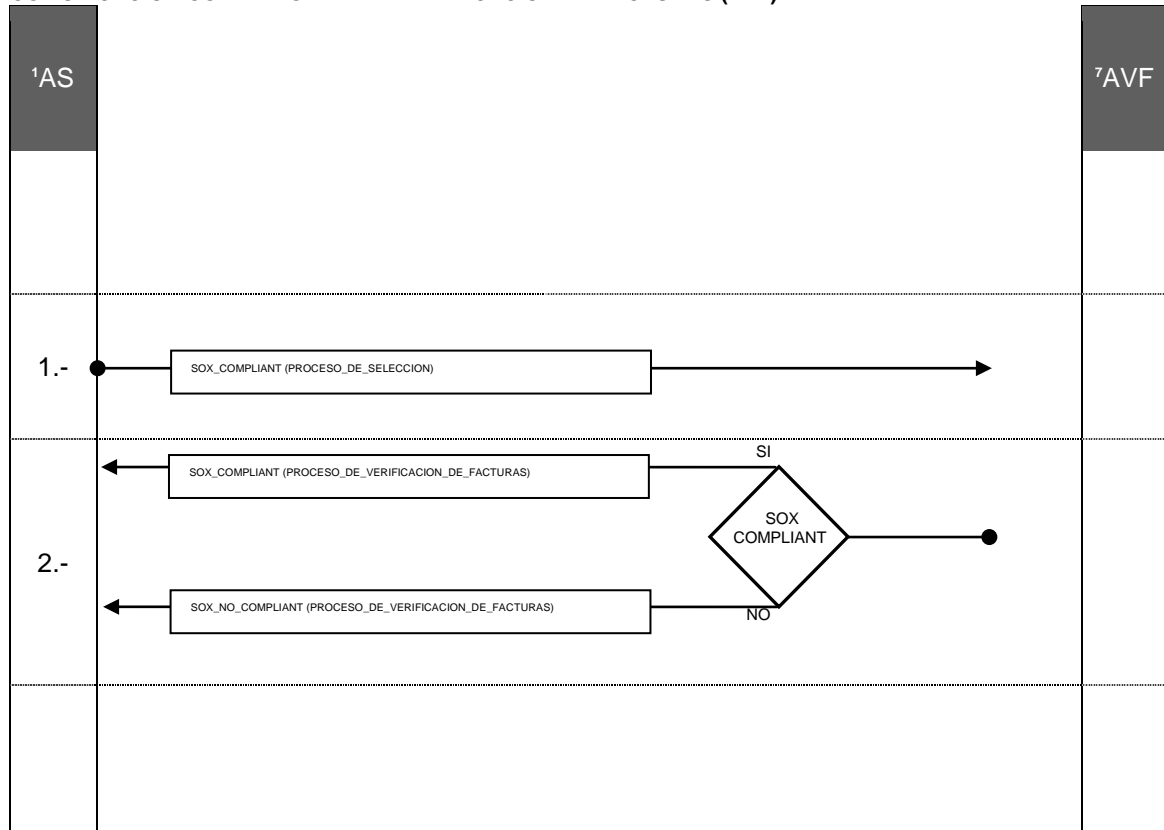 ¹AS
⁷AVF
1.-
SOX_COMPLIANT (PROCESO_DE_SELECCION)
SI
SOX_COMPLIANT (PROCESO_DE_VERIFICACION_DE_FACTURAS)
SOX
COMPLIANT
2.-
SOX_NO_COMPLIANT (PROCESO_DE_VERIFICACION_DE_FACTURAS)
NO